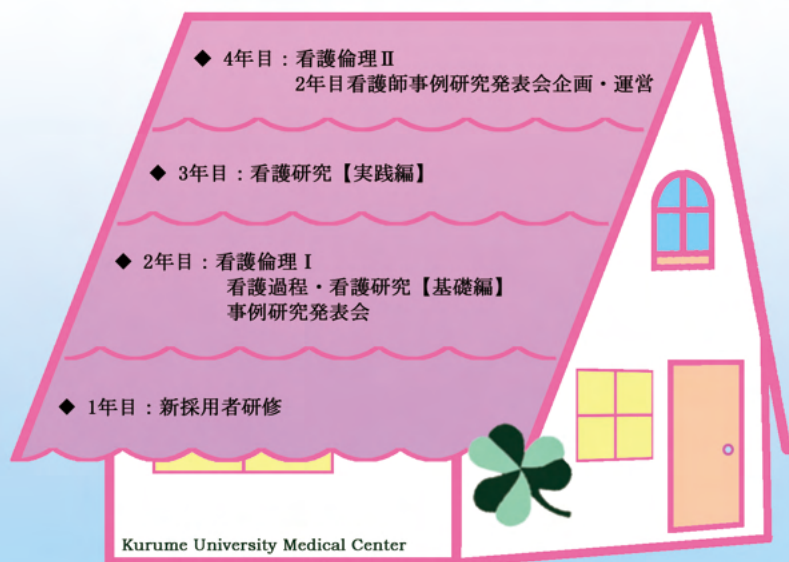 ◆ 4年目：看護倫理Ⅱ
2年目看護師事例研究発表会企画・運営
◆ 3年目：看護研究【実践編】
◆ 2年目：看護倫理Ⅰ
看護過程・看護研究【基礎編】
事例研究発表会
◆ 1年目：新採用者研修
Kurume University Medical Center